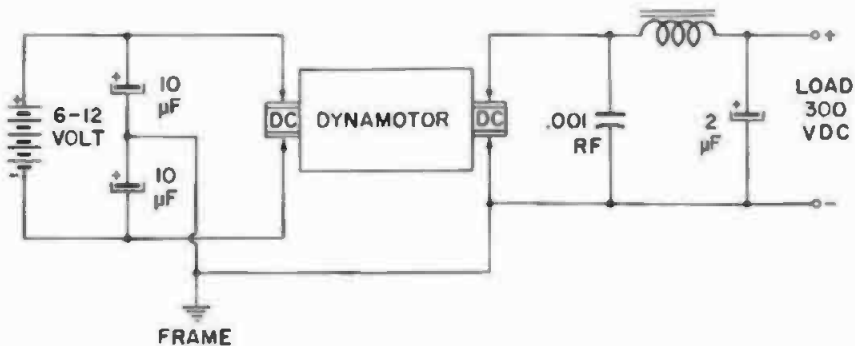 +
6-12
VOLT
-
+
10
µF
+
10
µF
DC
DYNAMOTOR
DC
.001
RF
+
2
µF
+
LOAD
300
VDC
-
FRAME